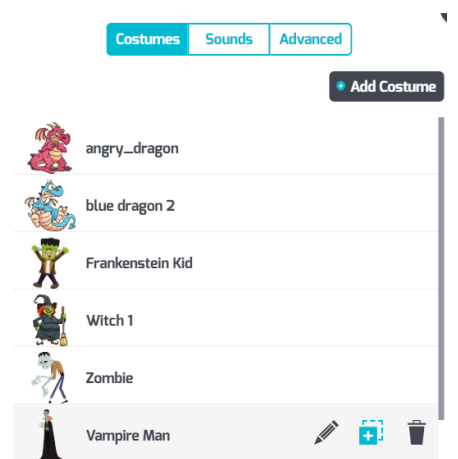 Costumes Sounds Advanced
Add Costume
angry_dragon
blue dragon 2
Frankenstein Kid
Witch 1
Zombie
Vampire Man